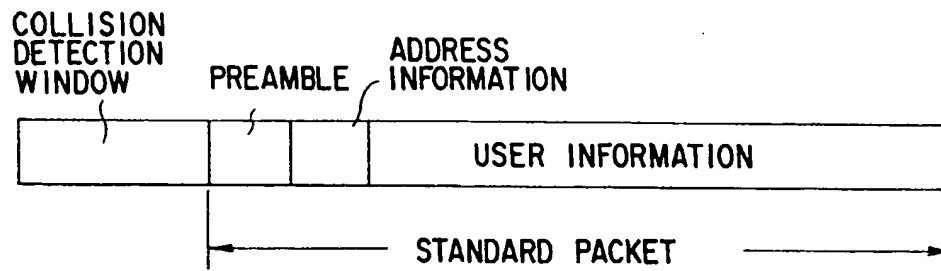 COLLISION
DETECTION
WINDOW
PREAMBLE
ADDRESS
INFORMATION
USER INFORMATION
STANDARD PACKET